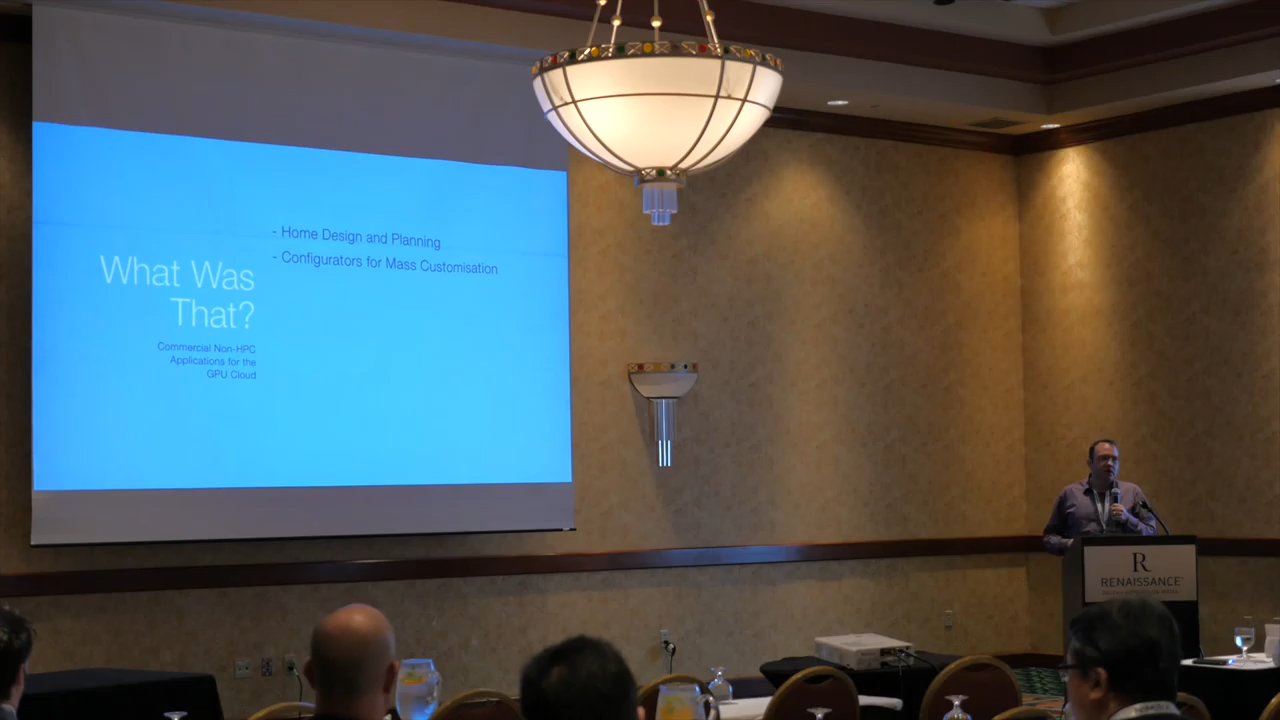 - Home Design and Planning
- Configurators for Mass Customisation
What Was
That?
Commercial Non-HPC
Applications for the
GPU Cloud
R
RENAISSANCE